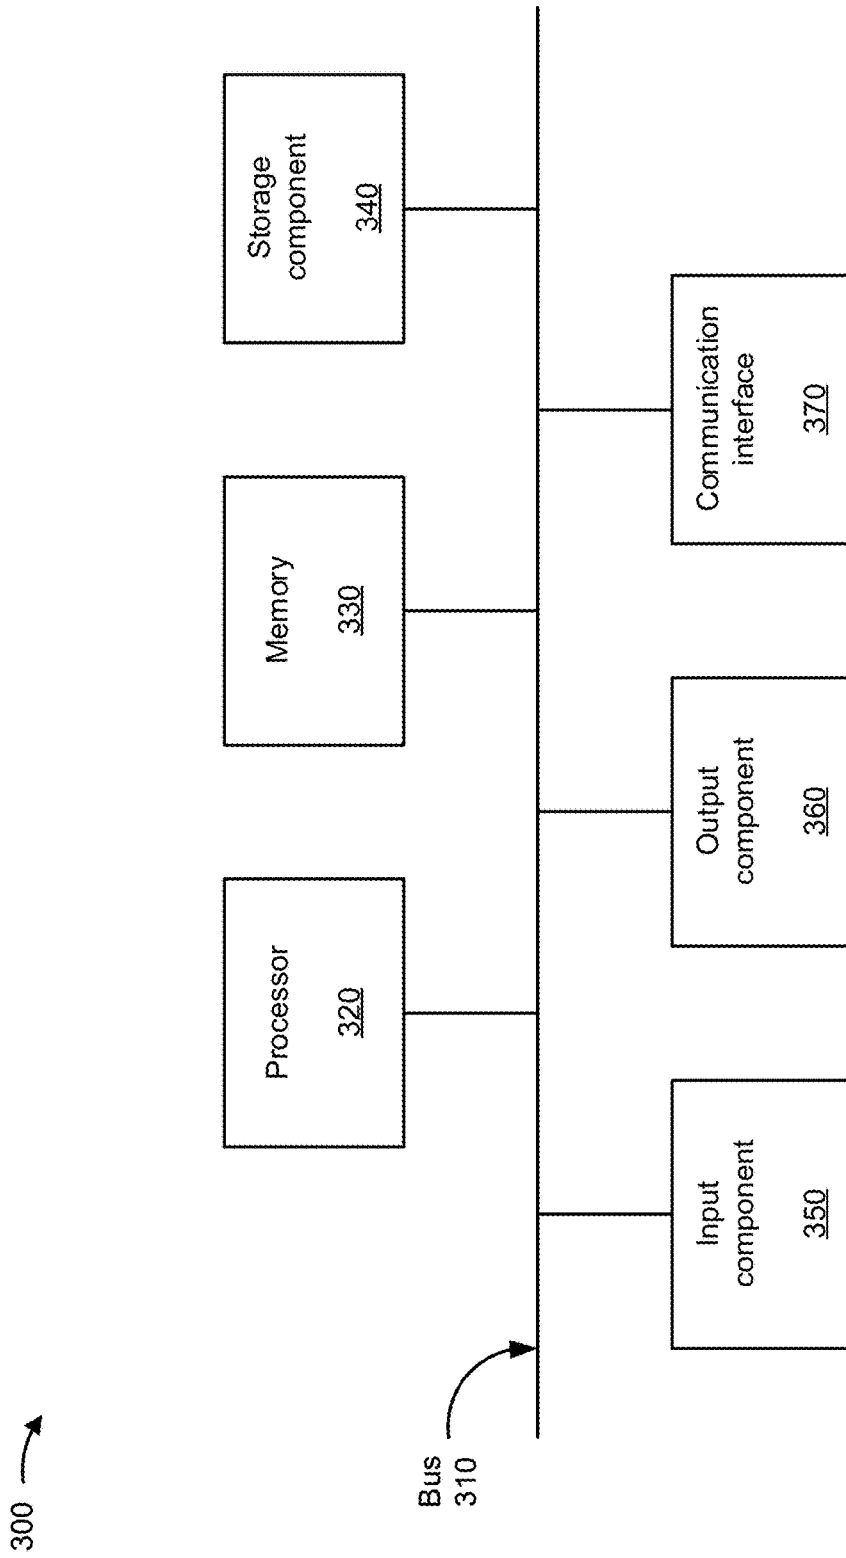 300
Processor
320
Memory
330
Storage
component
340
Bus
310
Input
component
350
Output
component
360
Communication
interface
370